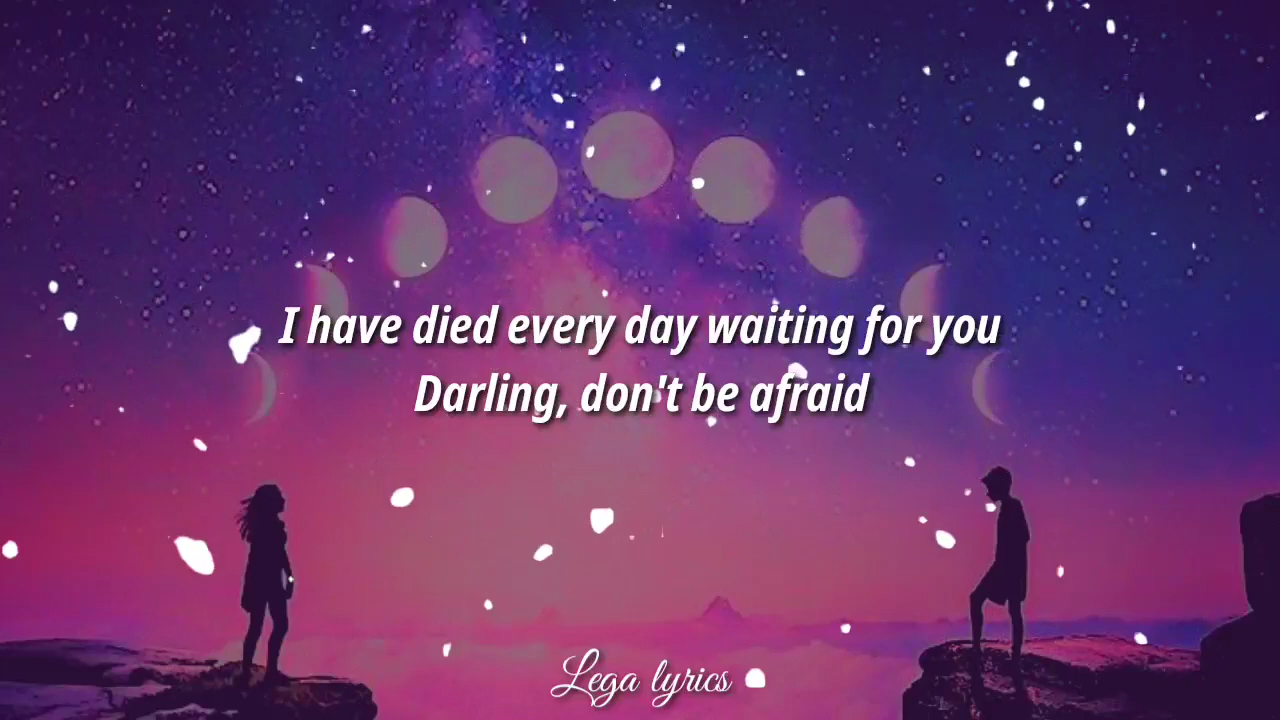 I have died every day waiting for you
Darling, don't be afraid
Lega lyrics